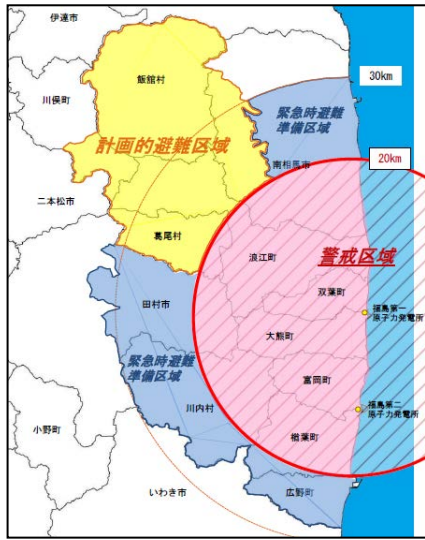 伊達市
飯舘村
川俣町
30km
緊急時避難
準備区域
計画的避難区域
南相馬市
20km
二本松市
葛尾村
浪江町
警戒区域
双葉町
田村市
福島第一
原子力発電所
大熊町
緊急時避難
準備区域
富岡町
川内村
福島第二
原子力発電所
小野町
楢葉町
いわき市
広野町